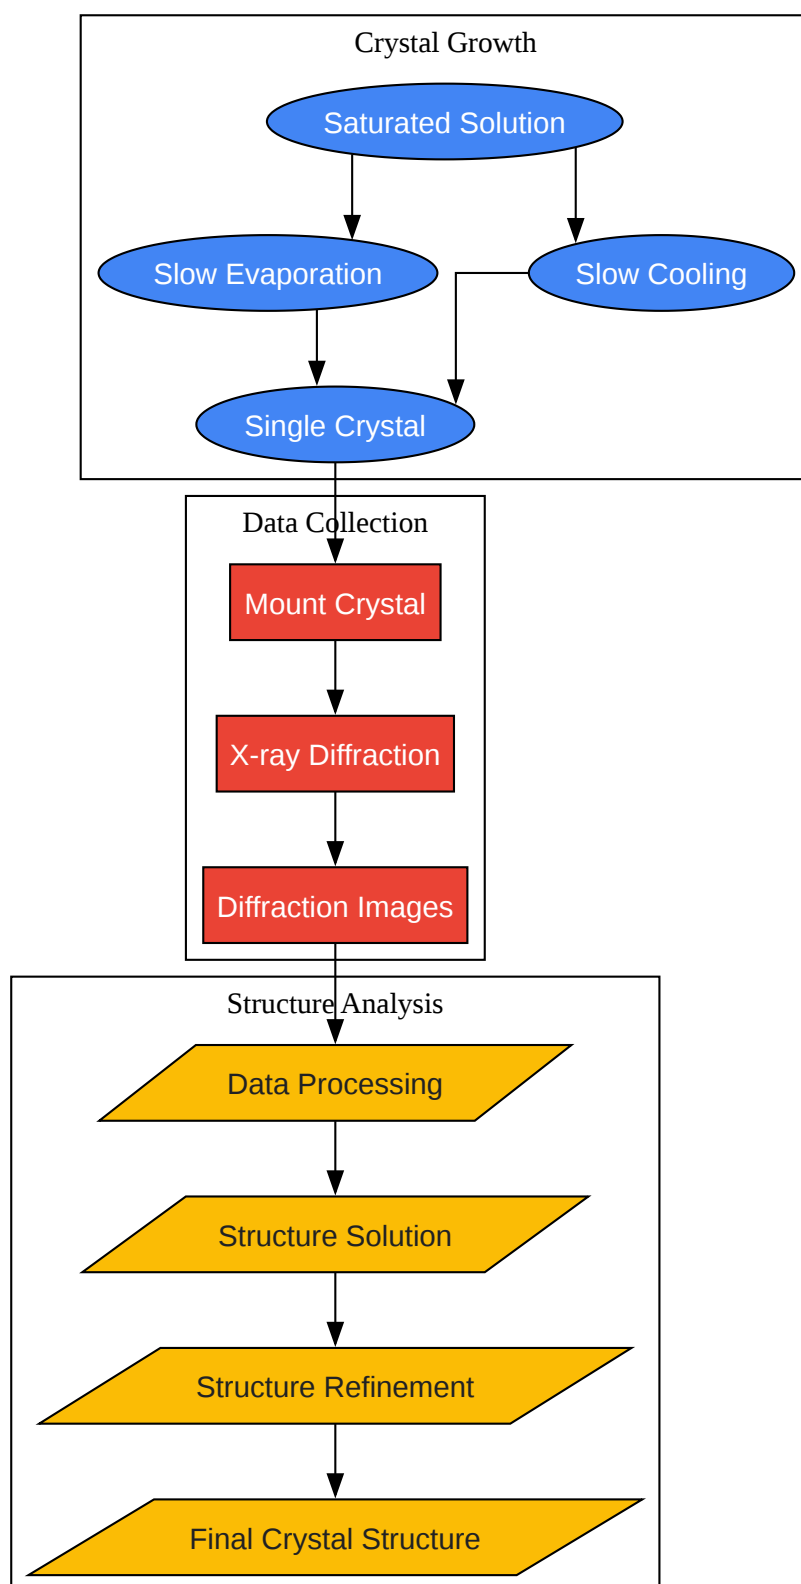 Crystal Growth
Saturated Solution
Slow Evaporation
Slow Cooling
Single Crystal
Data Collection
Mount Crystal
X-ray Diffraction
Diffraction Images
Structure Analysis
Data Processing
Structure Solution
Structure Refinement
Final Crystal Structure